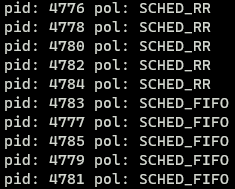 pid: 4776 pol: SCHED_RR
pid: 4778 pol: SCHED_RR
pid: 4780 pol: SCHED_RR
pid: 4782 pol: SCHED_RR
pid: 4784 pol: SCHED_RR
pid: 4783 pol: SCHED_FIFO
pid: 4777 pol: SCHED_FIFO
pid: 4785 pol: SCHED_FIFO
pid: 4779 pol: SCHED_FIFO
pid: 4781 pol: SCHED_FIFO